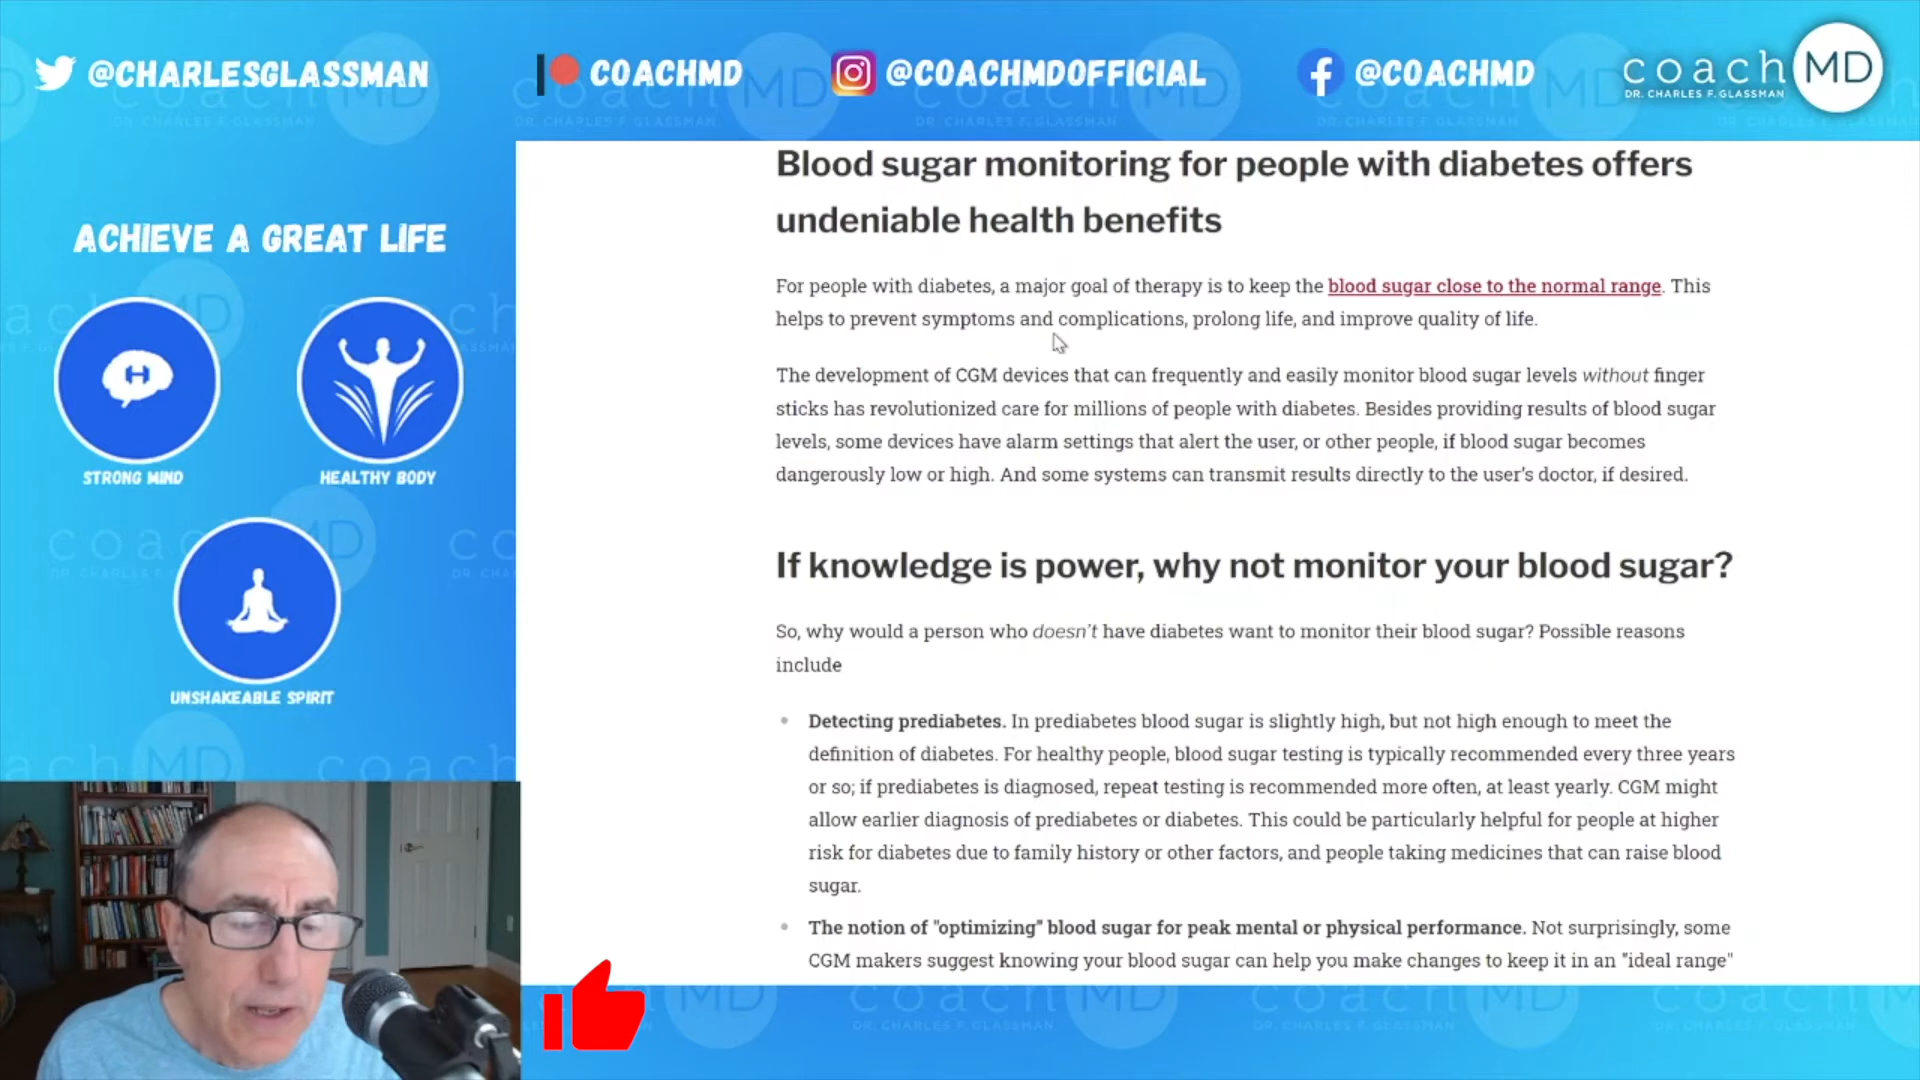 @CHARLESGLASSMAN
COACHMD
@COACHMDOFFICIAL
@COACHMD
coach MD
DR. CHARLES F. GLASSMAN
ACHIEVE A GREAT LIFE
STRONG MIND
HEALTHY BODY
UNSHAKEABLE SPIRIT
Blood sugar monitoring for people with diabetes offers
undeniable health benefits
For people with diabetes, a major goal of therapy is to keep the blood sugar close to the normal range. This
helps to prevent symptoms and complications, prolong life, and improve quality of life.
The development of CGM devices that can frequently and easily monitor blood sugar levels without finger
sticks has revolutionized care for millions of people with diabetes. Besides providing results of blood sugar
levels, some devices have alarm settings that alert the user, or other people, if blood sugar becomes
dangerously low or high. And some systems can transmit results directly to the user's doctor, if desired.
If knowledge is power, why not monitor your blood sugar?
So, why would a person who doesn't have diabetes want to monitor their blood sugar? Possible reasons
include
• Detecting prediabetes. In prediabetes blood sugar is slightly high, but not high enough to meet the
definition of diabetes. For healthy people, blood sugar testing is typically recommended every three years
or so; if prediabetes is diagnosed, repeat testing is recommended more often, at least yearly. CGM might
allow earlier diagnosis of prediabetes or diabetes. This could be particularly helpful for people at higher
risk for diabetes due to family history or other factors, and people taking medicines that can raise blood
sugar.
• The notion of "optimizing" blood sugar for peak mental or physical performance. Not surprisingly, some
CGM makers suggest knowing your blood sugar can help you make changes to keep it in an "ideal range"